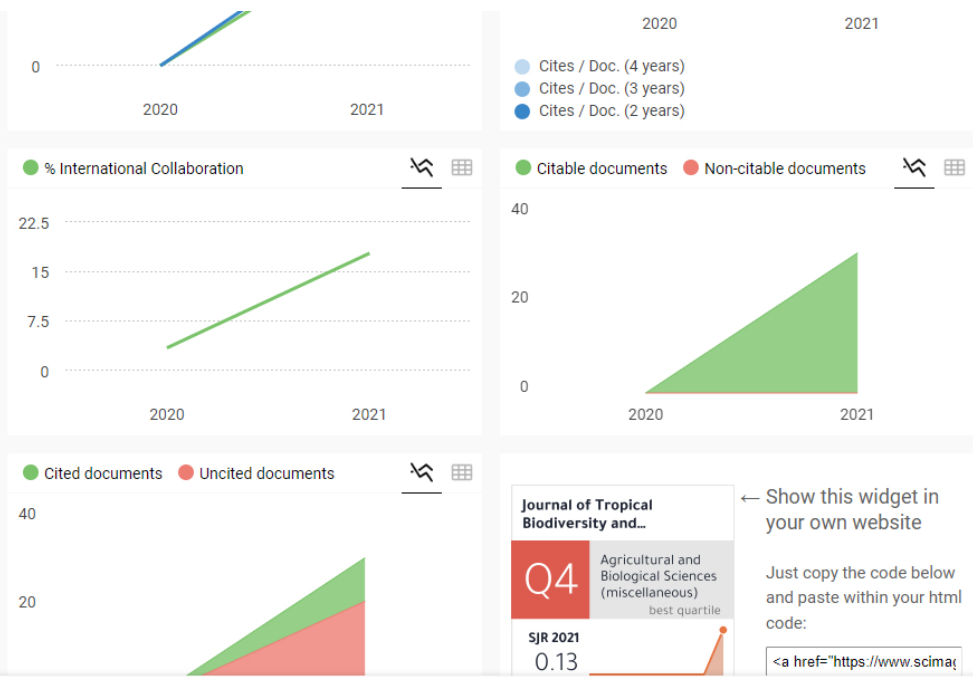 0
2020
2021
2020
2021
Cites / Doc. (4 years)
Cites / Doc. (3 years)
Cites / Doc. (2 years)
% International Collaboration
22.5
15
7.5
0
2020
2021
Citable documents
Non-citable documents
40
20
0
2020
2021
Cited documents
Uncited documents
40
20
Journal of Tropical
Biodiversity and...
Q4
Agricultural and
Biological Sciences
(miscellaneous)
best quartile
SJR 2021
0.13
← Show this widget in
your own website
Just copy the code below
and paste within your html
code:
<a href="https://www.scimag